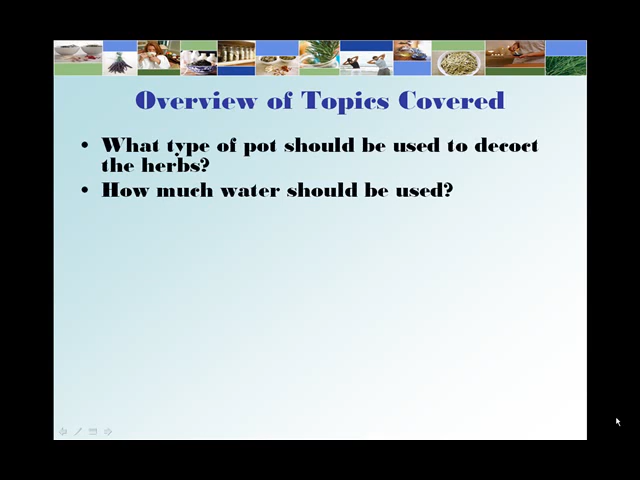 Overview of Topics Covered
• What type of pot should be used to decoct
the herbs?
• How much water should be used?